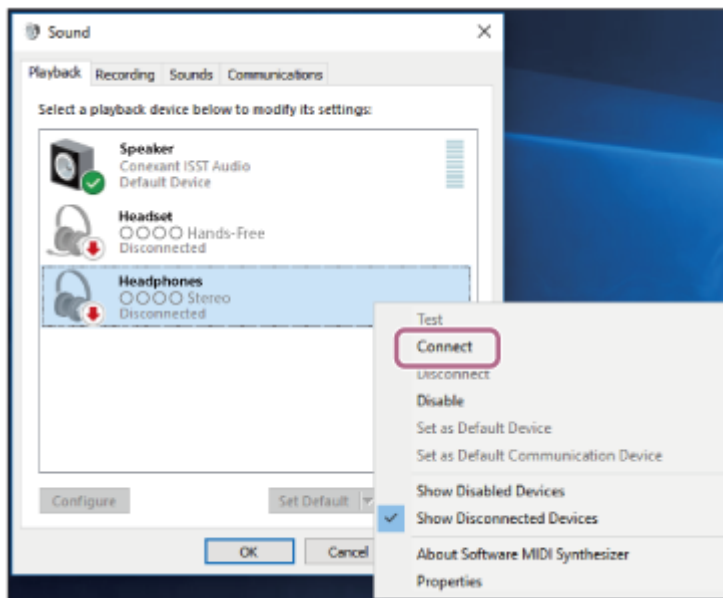 Sound
Playback Recording Sounds Communications
Select a playback device below to modify its settings:
Speaker
Conexant ISST Audio
Default Device
Headset
○○○○ Hands-Free
Disconnected
Headphones
○○○○ Stereo
Disconnected
Test
Connect
Disconnect
Disable
Set as Default Device
Set as Default Communication Device
Show Disabled Devices
Show Disconnected Devices
About Software MIDI Synthesizer
Properties
Configure
Set Default
OK
Cancel